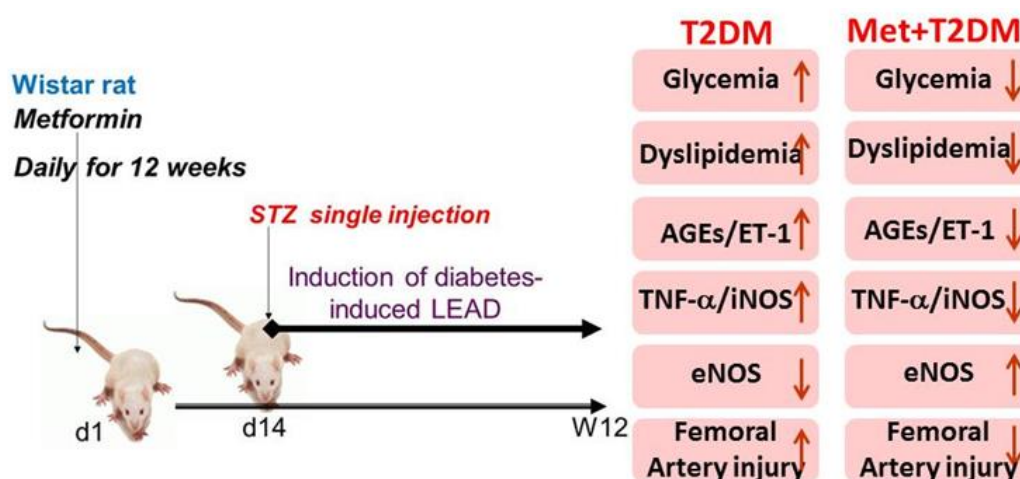 Wistar rat
Metformin
Daily for 12 weeks
STZ single injection
Induction of diabetes-
induced LEAD
d1
d14
W12
T2DM
Glycemia ↑
Dyslipidemia ↑
AGEs/ET-1 ↑
TNF-α/iNOS ↑
eNOS ↓
Femoral
Artery injury ↑
Met+T2DM
Glycemia ↓
Dyslipidemia ↓
AGEs/ET-1 ↓
TNF-α/iNOS ↓
eNOS ↑
Femoral
Artery injury ↓